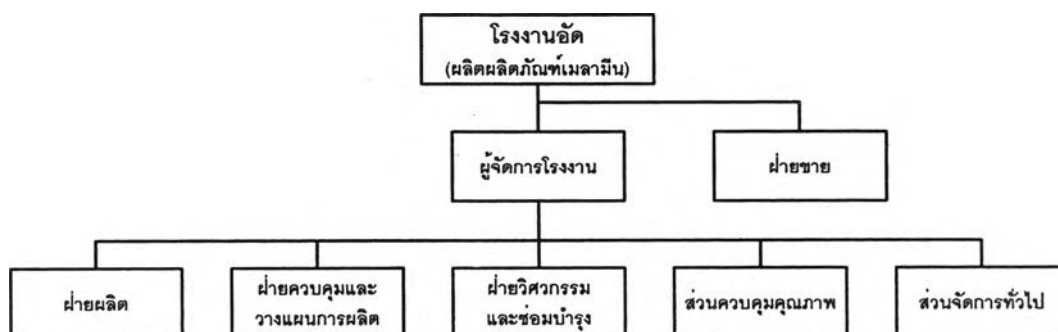 โรงงานอัด
(ผลิตผลิตภัณฑ์เมลามีน)
ผู้จัดการโรงงาน
ฝ่ายขาย
ฝ่ายผลิต
ฝ่ายควบคุมและ
วางแผนการผลิต
ฝ่ายวิศวกรรม
และซ่อมบำรุง
ส่วนควบคุมคุณภาพ
ส่วนจัดการทั่วไป